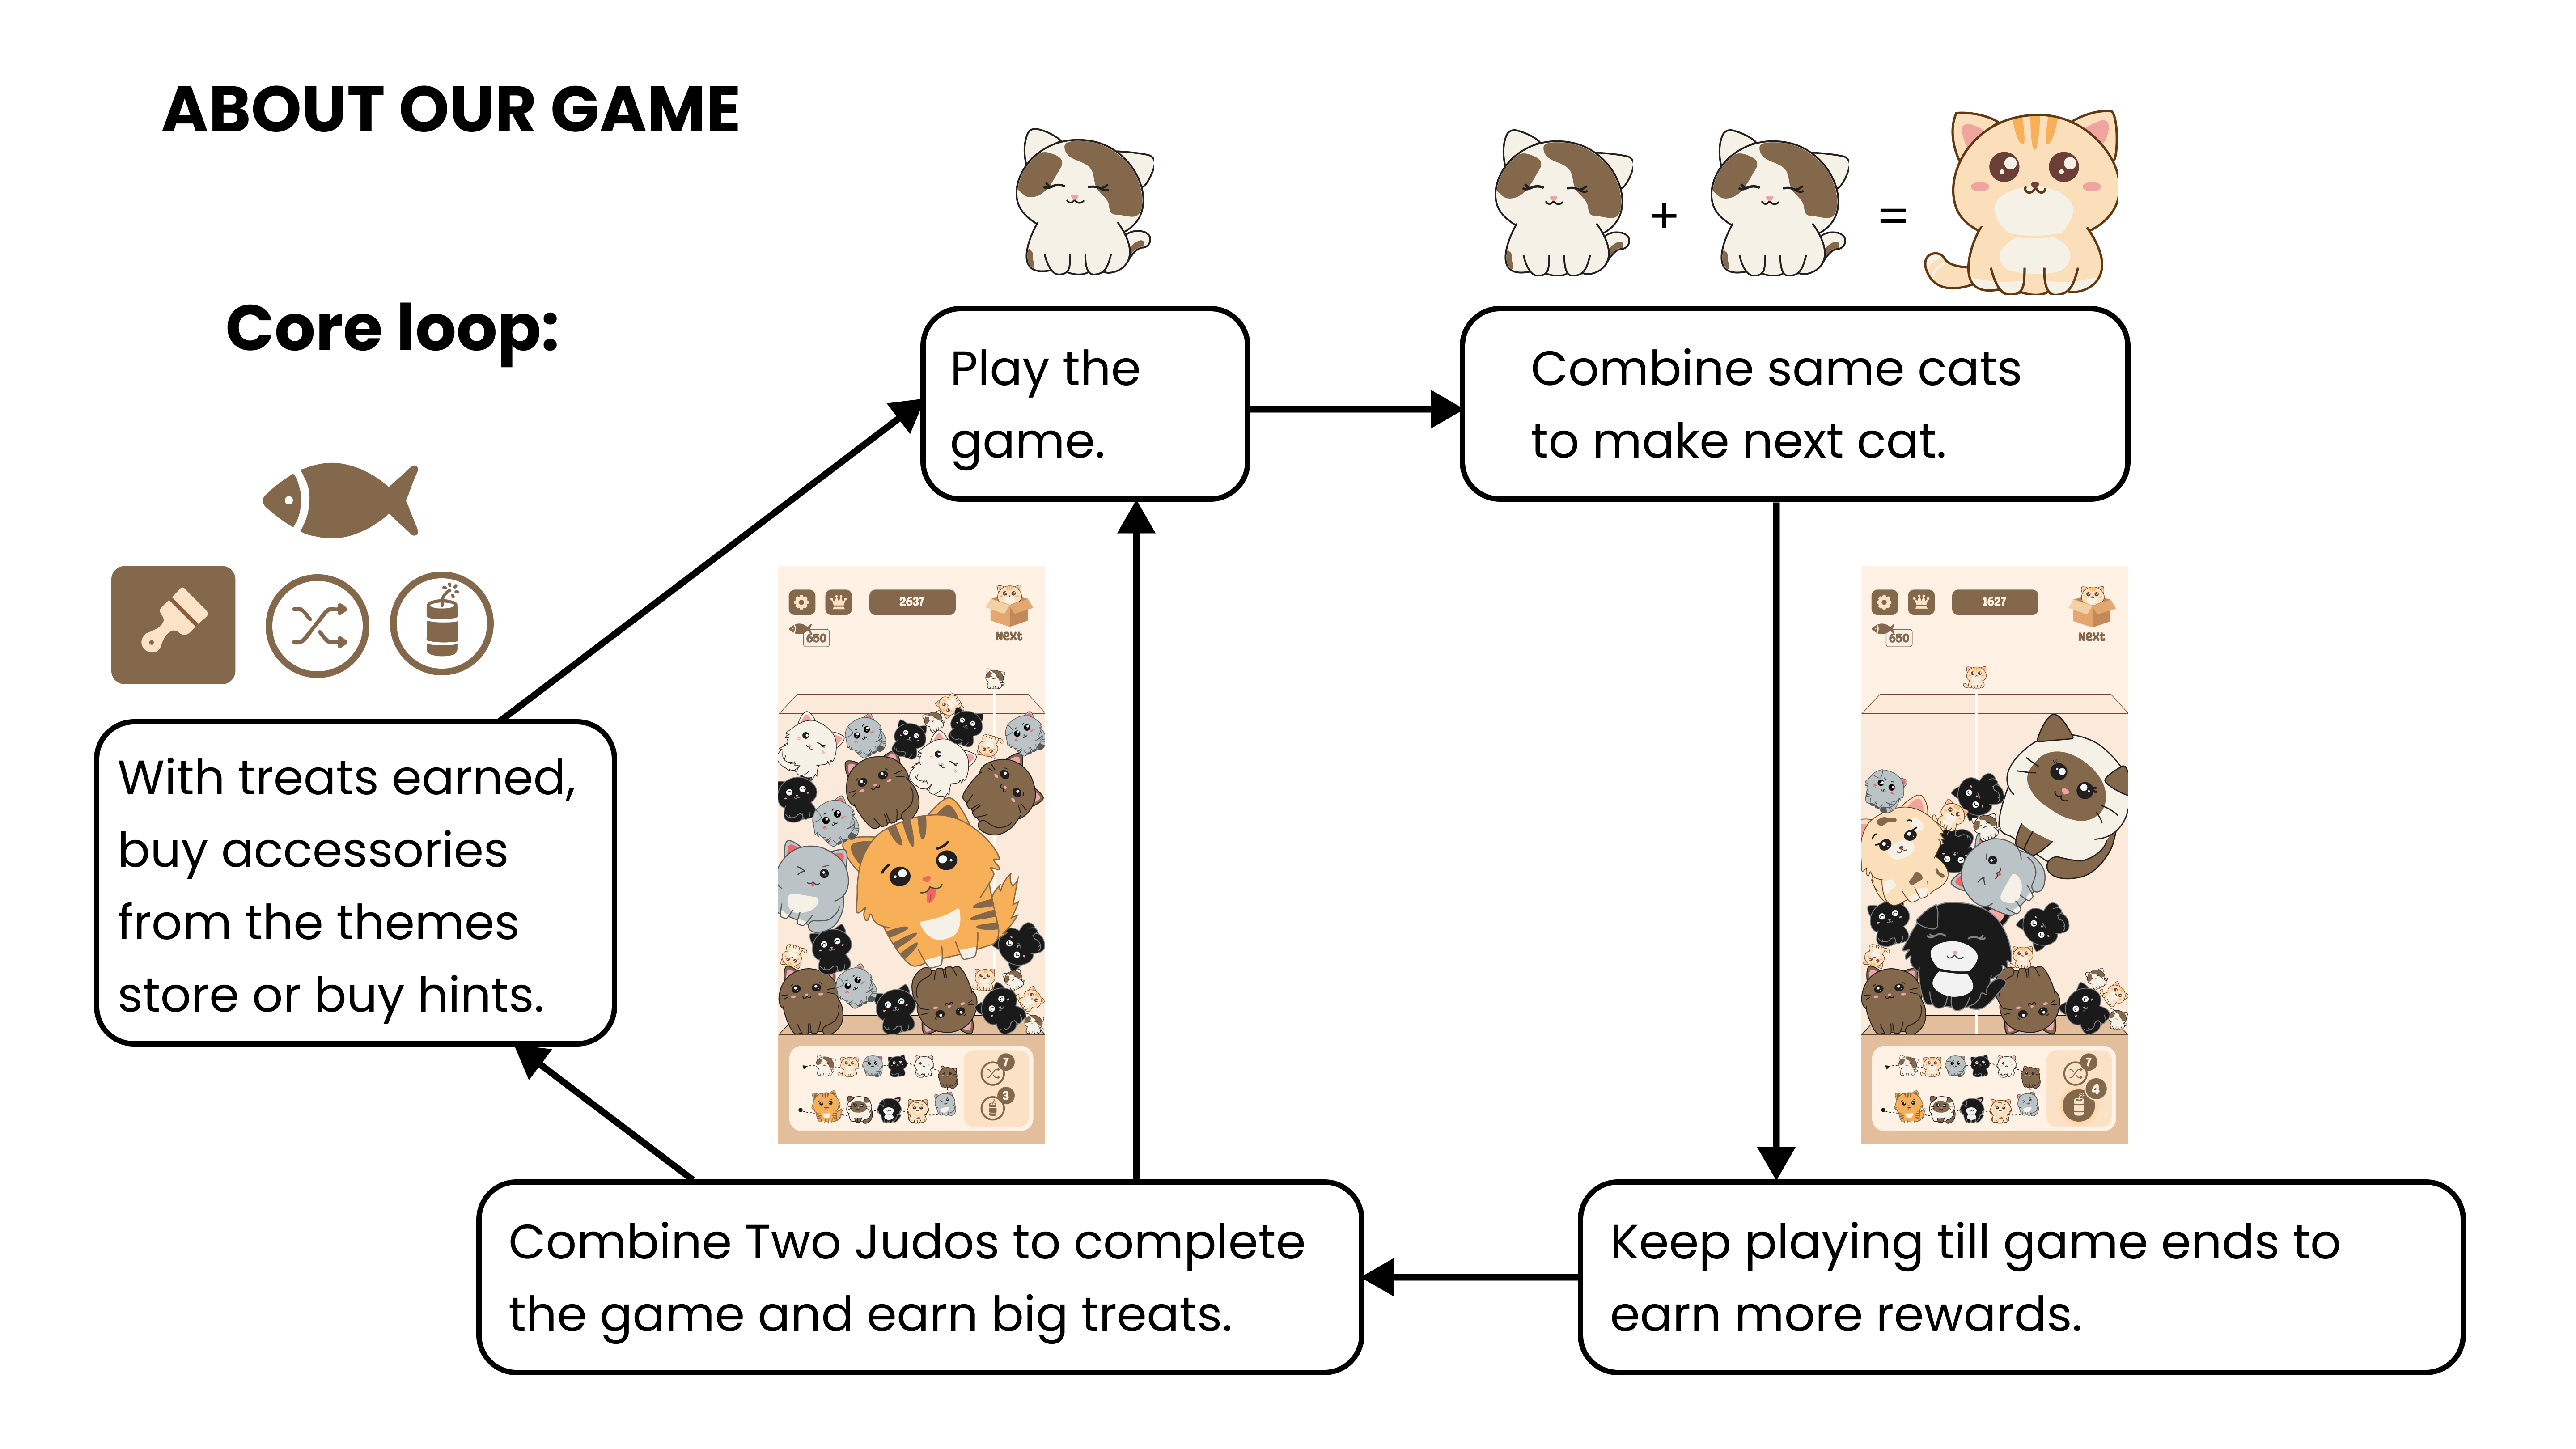 ABOUT OUR GAME
Core loop:
+
=
Play the
game.
Combine same cats
to make next cat.
With treats earned,
buy accessories
from the themes
store or buy hints.
2637
650
Next
7
3
1627
650
Next
7
4
Combine Two Judos to complete
the game and earn big treats.
Keep playing till game ends to
earn more rewards.